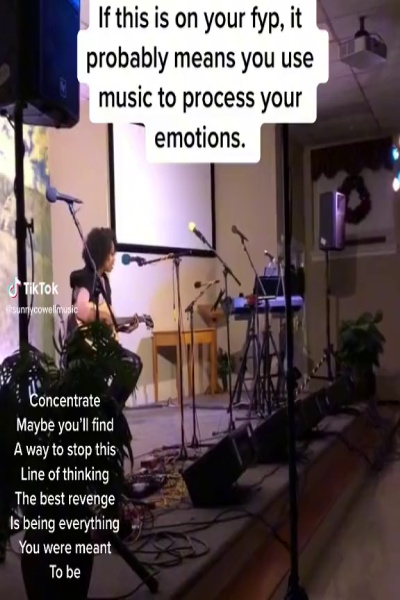 If this is on your fyp, it
probably means you use
music to process your
emotions.
TikTok
@sunnycowellmusic
Concentrate
Maybe you'll find
A way to stop this
Line of thinking
The best revenge
Is being everything
You were meant
To be